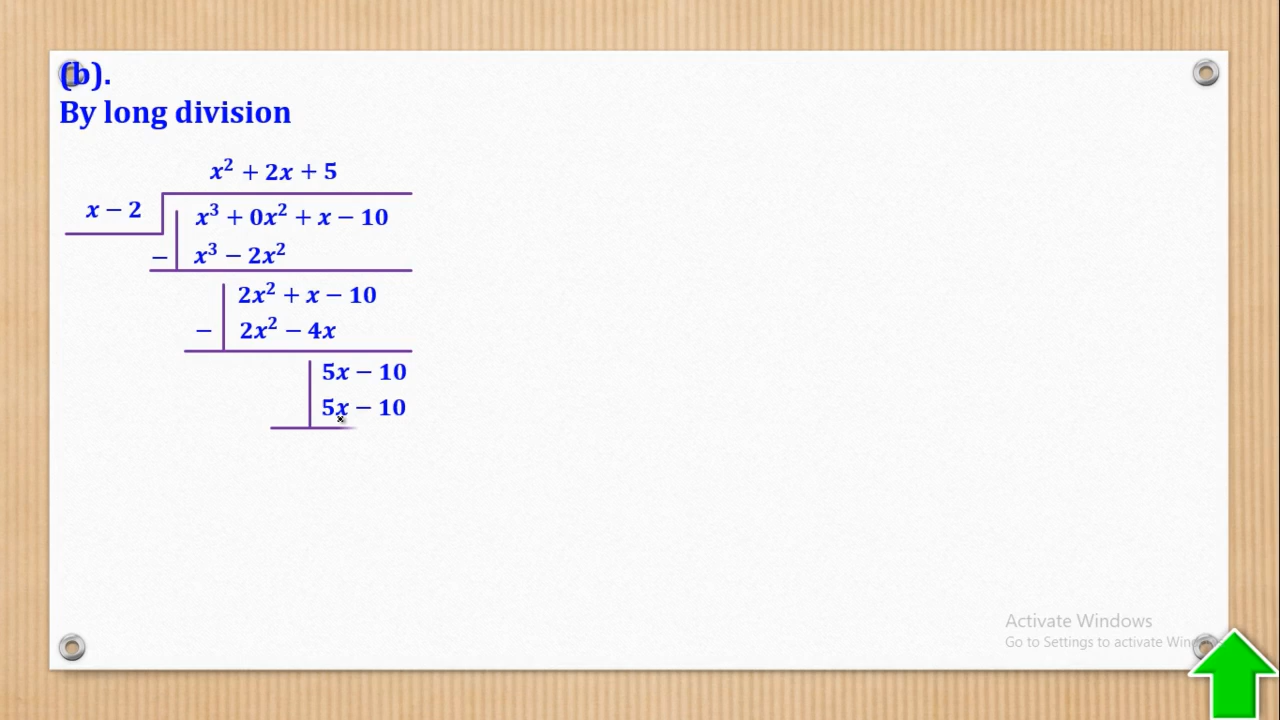 (b).
By long division
x² + 2x + 5
x − 2
x³ + 0x² + x − 10
− x³ − 2x²
2x² + x − 10
− 2x² − 4x
5x − 10
5x − 10
Activate Windows
Go to Settings to activate